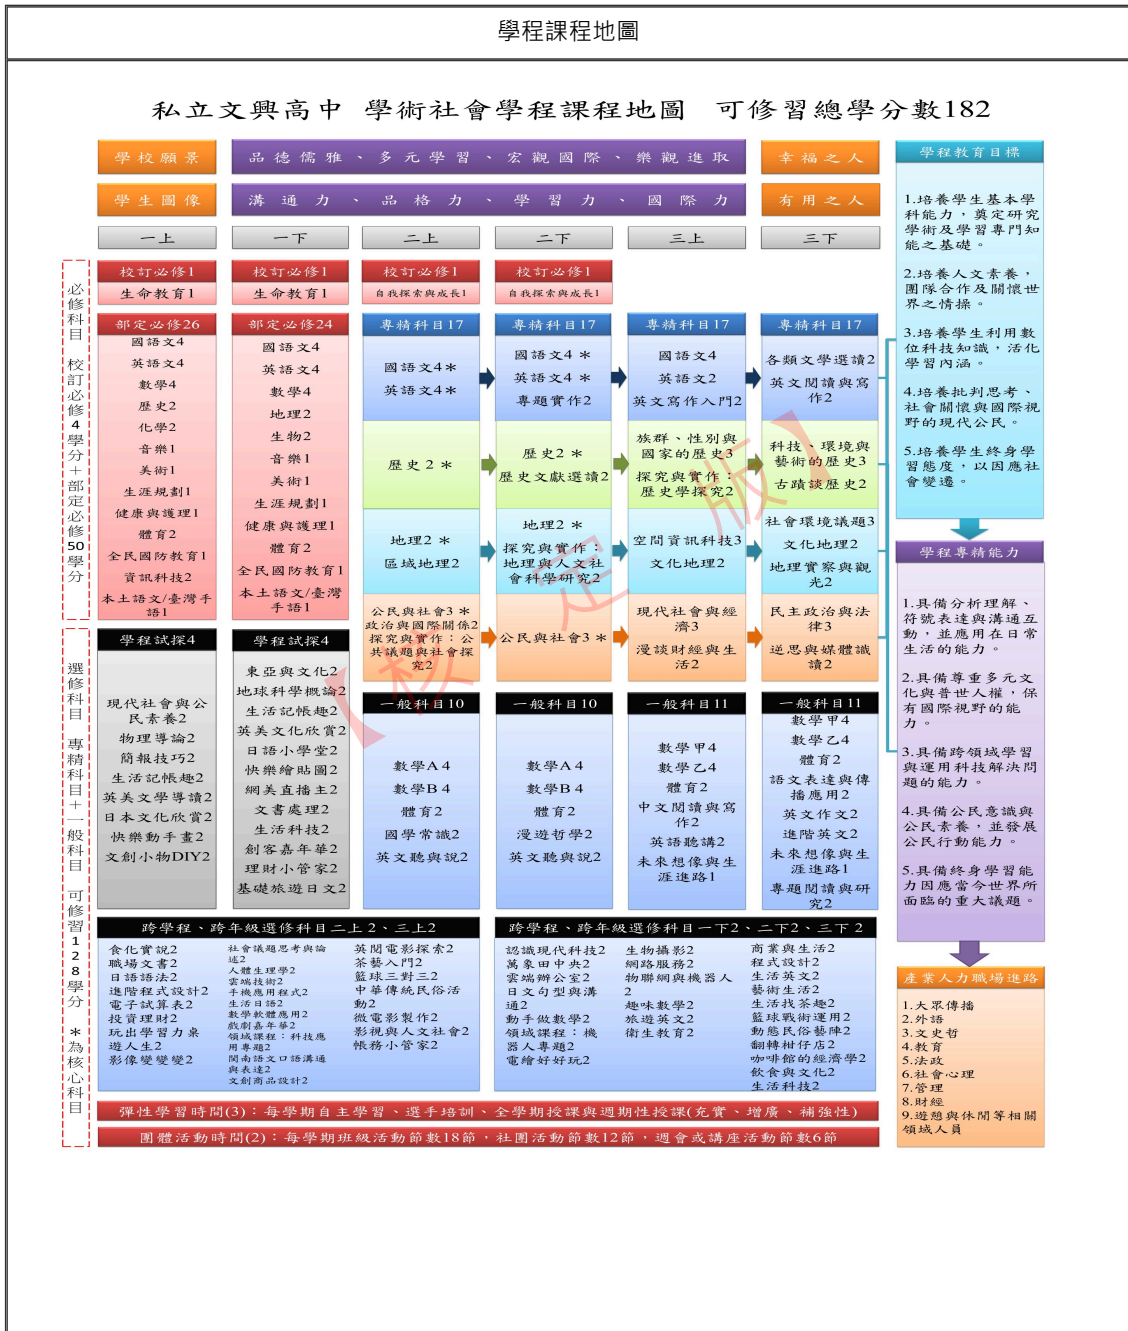 學程課程地圖
私立文興高中 學術社會學程課程地圖 可修習總學分數182
學校願景
品德儒雅、多元學習、宏觀國際、樂觀進取
幸福之人
學生圖像
溝通力、品格力、學習力、國際力
有用之人
一上
一下
二上
二下
三上
三下
必修科目 校訂必修4學分+部定必修50學分
校訂必修1
生命教育1
校訂必修1
生命教育1
校訂必修1
自我探索與成長1
校訂必修1
自我探索與成長1
部定必修26
國語文4
英語文4
數學4
歷史2
化學2
音樂1
美術1
生涯規劃1
健康與護理1
體育2
全民國防教育1
資訊科技2
本土語文/臺灣手
語1
部定必修24
國語文4
英語文4
數學4
地理2
生物2
音樂1
美術1
生涯規劃1
健康與護理1
體育2
全民國防教育1
本土語文/臺灣
手語1
專精科目17
國語文4*
英語文4*
專精科目17
國語文4 *
英語文4 *
專題實作2
專精科目17
國語文4
英語文2
英文寫作入門2
專精科目17
各類文學選讀2
英文閱讀與寫
作2
歷史 2 *
歷史2 *
歷史文獻選讀2
族群、性別與
國家的歷史3
探究與實作:
歷史學探究2
科技、環境與
藝術的歷史3
古蹟談歷史2
地理2 *
區域地理2
地理2 *
探究與實作:
地理與人文社
會科學研究2
空間資訊科技3
文化地理2
社會環境議題3
文化地理2
地理實察與觀
光2
公民與社會3 *
政治與國際關係2
探究與實作:公
共議題與社會探
究2
公民與社會3 *
現代社會與經
濟3
漫談財經與生
活2
民主政治與法
律3
逆思與媒體識
讀2
選修科目 專精科目+一般科目 可修習128學分 *為核心科目
學程試探4
現代社會與公
民素養2
物理導論2
簡報技巧2
生活記帳趣2
英美文學導讀2
日本文化欣賞2
快樂動手畫2
文創小物DIY2
學程試探4
東亞與文化2
地球科學概論2
生活記帳趣2
英美文化欣賞2
日語小學堂2
快樂繪貼圖2
網美直播主2
文書處理2
生活科技2
創客嘉年華2
理財小管家2
基礎旅遊日文2
一般科目10
數學A4
數學B4
體育2
國學常識2
英文聽與說2
一般科目10
數學A4
數學B4
體育2
漫遊哲學2
英文聽與說2
一般科目11
數學甲4
數學乙4
體育2
中文閱讀與寫
作2
英語聽講2
未來想像與生
涯進路1
一般科目11
數學甲4
數學乙4
體育2
語文表達與傳
播應用2
英文作文2
進階英文2
未來想像與生
涯進路1
專題閱讀與研
究2
跨學程、跨年級選修科目二上 2、三上2
食化實說2
職場文書2
日語語法2
進階程式設計2
電子試算表2
投資理財2
玩出學習力桌
遊人生2
影像變變變2
社會議題思考與論
述2
人體生理學2
雲端技術2
手機應用程式2
生活日語2
數學軟體應用2
戲劇嘉年華2
領域課程:科技應
用專題2
閩南語文口語溝通
與表達2
文創商品設計2
英閱電影探索2
茶藝入門2
籃球三對三2
中華傳統民俗活
動2
微電影製作2
影視與人文社會2
帳務小管家2
跨學程、跨年級選修科目一下2、二下2、三下 2
認識現代科技2
萬象田中央2
雲端辦公室2
日文句型與溝
通2
動手做數學2
領域課程:機
器人專題2
電繪好好玩2
生物攝影2
網路服務2
物聯網與機器人
2
趣味數學2
旅遊英文2
衛生教育2
商業與生活2
程式設計2
生活英文2
藝術生活2
生活找茶趣2
籃球戰術運用2
動態民俗藝陣2
翻轉柑仔店2
咖啡館的經濟學2
飲食與文化2
生活科技2
彈性學習時間(3):每學期自主學習、選手培訓、全學期授課與週期性授課(充實、增廣、補強性)
團體活動時間(2):每學期班級活動節數18節,社團活動節數12節,週會或講座活動節數6節
學程教育目標
1.培養學生基本學
科能力,奠定研究
學術及學習專門知
能之基礎。
2.培養人文素養,
團隊合作及關懷世
界之情操。
3.培養學生利用數
位科技知識,活化
學習內涵。
4.培養批判思考、
社會關懷與國際視
野的現代公民。
5.培養學生終身學
習態度,以因應社
會變遷。
學程專精能力
1.具備分析理解、
符號表達與溝通互
動,並應用在日常
生活的能力。
2.具備尊重多元文
化與普世人權,保
有國際視野的能
力。
3.具備跨領域學習
與運用科技解決問
題的能力。
4.具備公民意識與
公民素養,並發展
公民行動能力。
5.具備終身學習能
力因應當今世界所
面臨的重大議題。
產業人力職場進路
1.大眾傳播
2.外語
3.文史哲
4.教育
5.法政
6.社會心理
7.管理
8.財經
9.遊憩與休閒等相關
領域人員
【核定版】